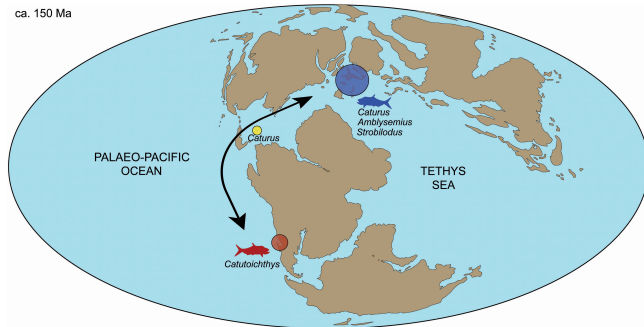 ca. 150 Ma
Caturus
Amblysemius
Strobilodus
Caturus
PALAEO-PACIFIC
OCEAN
TETHYS
SEA
Catutoichthys